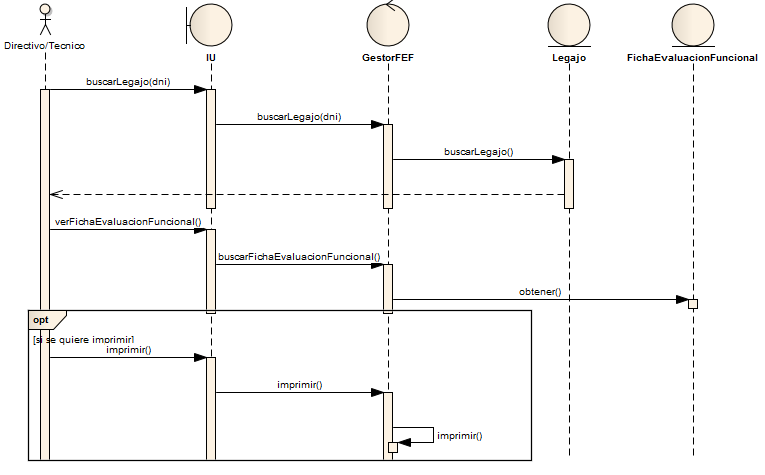 Directivo/Tecnico
IU
GestorFEF
Legajo
FichaEvaluacionFuncional
buscarLegajo(dni)
buscarLegajo(dni)
buscarLegajo()
verFichaEvaluacionFuncional()
buscarFichaEvaluacionFuncional()
obtener()
opt
[si se quiere imprimir]
imprimir()
imprimir()
imprimir()